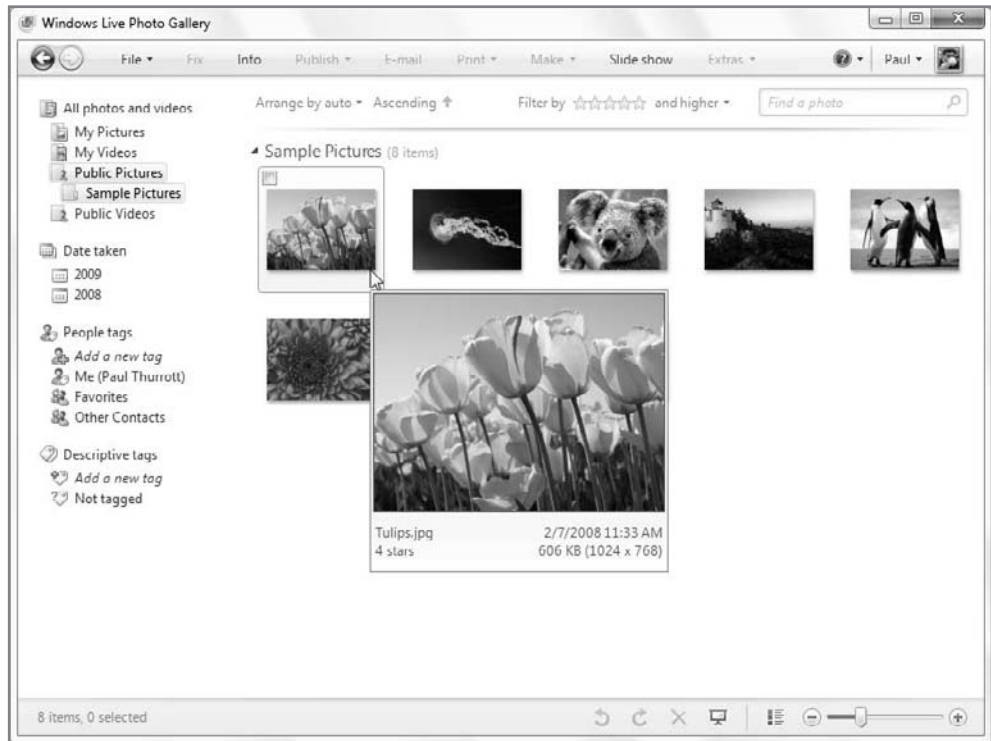 Windows Live Photo Gallery
File Fix Info Publish E-mail Print Make Slide show Extras Paul
All photos and videos
My Pictures
My Videos
Public Pictures
Sample Pictures
Public Videos
Date taken
2009
2008
People tags
Add a new tag
Me (Paul Thurrott)
Favorites
Other Contacts
Descriptive tags
Add a new tag
Not tagged
Arrange by auto Ascending Filter by and higher Find a photo
Sample Pictures (8 items)
Tulips.jpg 2/7/2008 11:33 AM
4 stars 606 KB (1024 x 768)
8 items, 0 selected